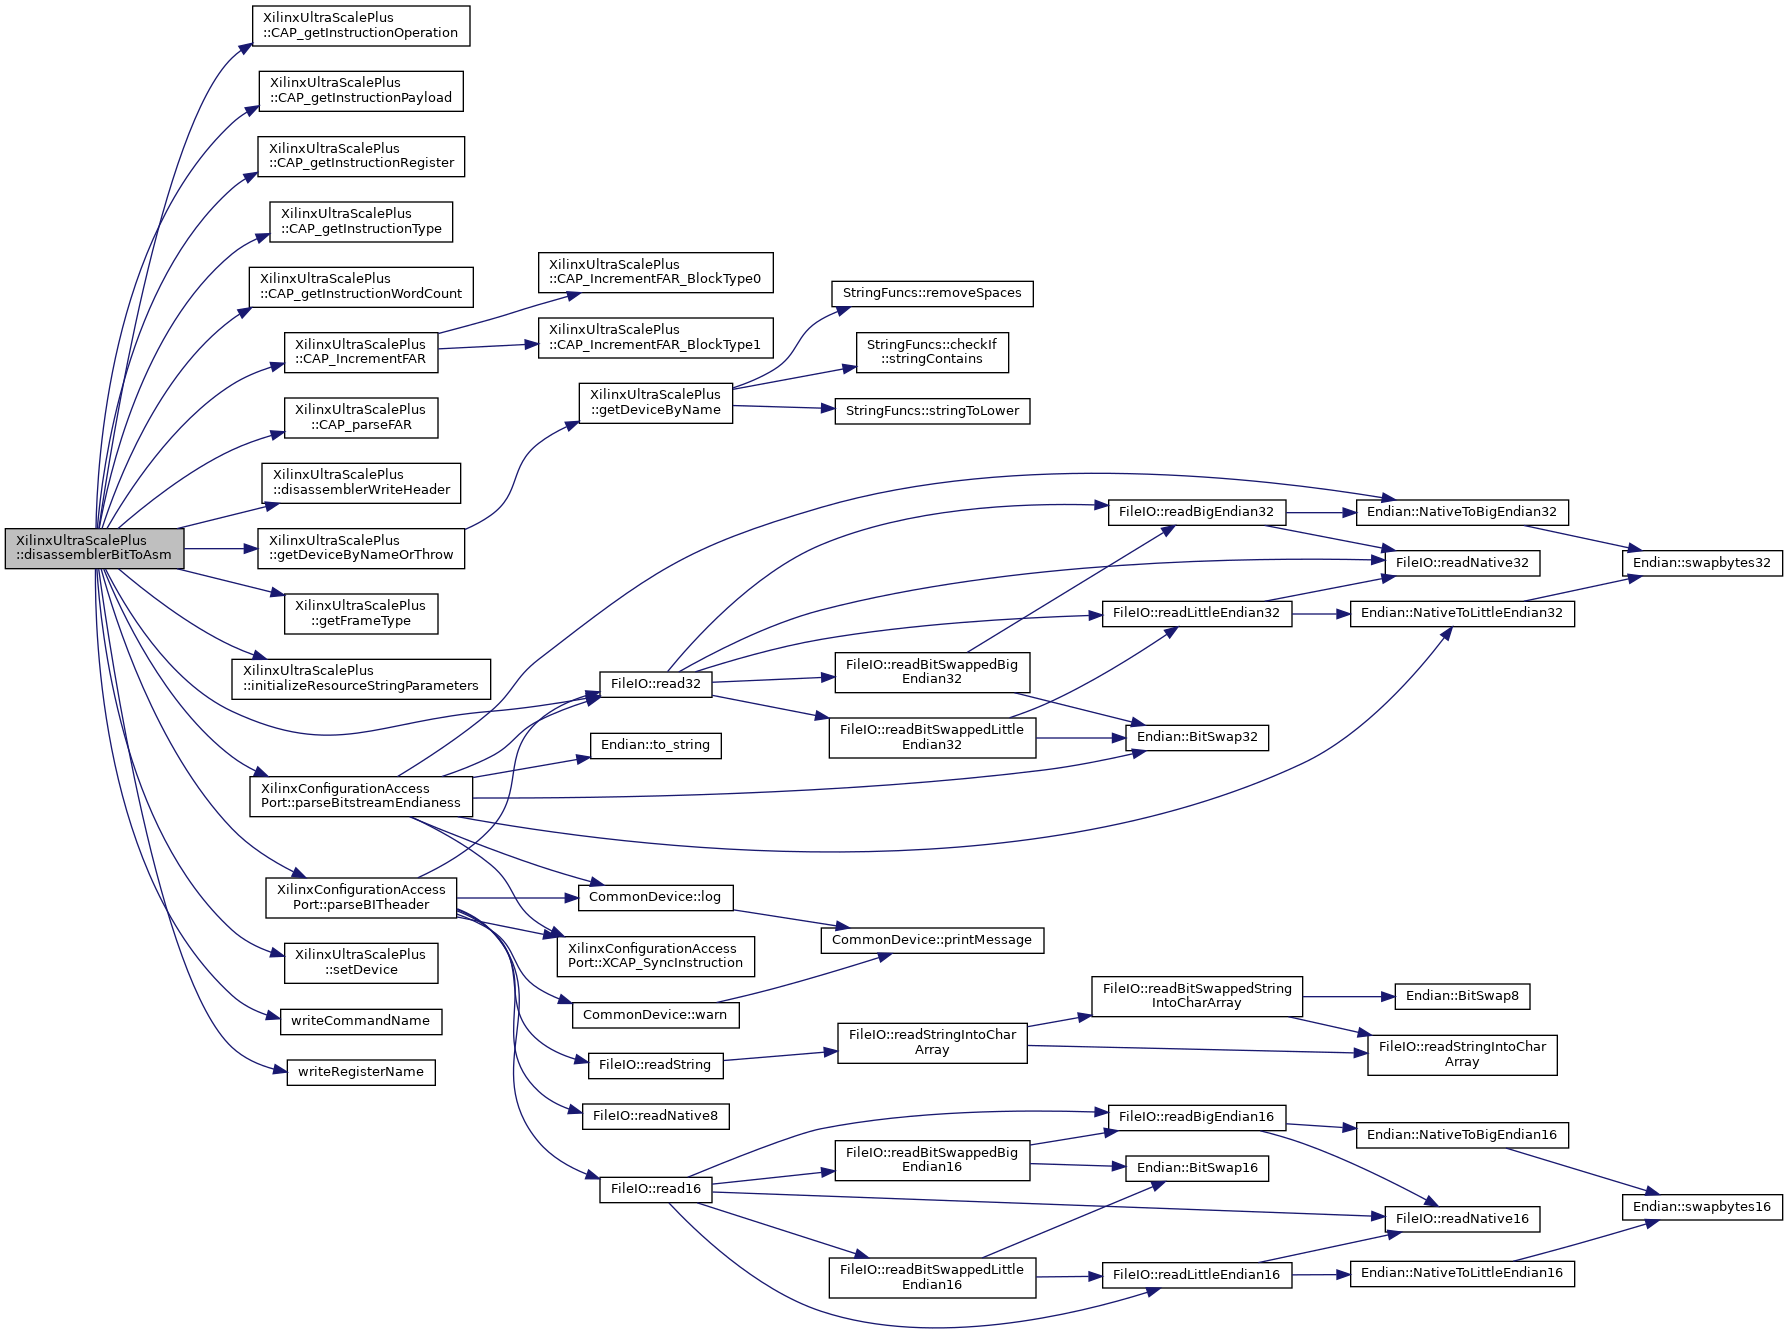 XilinxUltraScalePlus
::disassemblerBitToAsm
XilinxUltraScalePlus
::CAP_getInstructionOperation
XilinxUltraScalePlus
::CAP_getInstructionPayload
XilinxUltraScalePlus
::CAP_getInstructionRegister
XilinxUltraScalePlus
::CAP_getInstructionType
XilinxUltraScalePlus
::CAP_getInstructionWordCount
XilinxUltraScalePlus
::CAP_IncrementFAR
XilinxUltraScalePlus
::CAP_parseFAR
XilinxUltraScalePlus
::disassemblerWriteHeader
XilinxUltraScalePlus
::getDeviceByNameOrThrow
XilinxUltraScalePlus
::getFrameType
XilinxUltraScalePlus
::initializeResourceStringParameters
XilinxConfigurationAccess
Port::parseBitstreamEndianess
XilinxConfigurationAccess
Port::parseBITheader
XilinxUltraScalePlus
::setDevice
writeCommandName
writeRegisterName
XilinxUltraScalePlus
::CAP_IncrementFAR_BlockType0
XilinxUltraScalePlus
::CAP_IncrementFAR_BlockType1
XilinxUltraScalePlus
::getDeviceByName
FileIO::read32
Endian::to_string
CommonDevice::log
XilinxConfigurationAccess
Port::XCAP_SyncInstruction
CommonDevice::warn
FileIO::readString
FileIO::readNative8
FileIO::read16
StringFuncs::removeSpaces
StringFuncs::checkIf
::stringContains
StringFuncs::stringToLower
FileIO::readBitSwappedBig
Endian32
FileIO::readBitSwappedLittle
Endian32
CommonDevice::printMessage
FileIO::readStringIntoChar
Array
FileIO::readBitSwappedBig
Endian16
FileIO::readBitSwappedLittle
Endian16
FileIO::readBigEndian32
FileIO::readLittleEndian32
Endian::BitSwap32
FileIO::readBitSwappedString
IntoCharArray
FileIO::readBigEndian16
Endian::BitSwap16
FileIO::readLittleEndian16
Endian::NativeToBigEndian32
FileIO::readNative32
Endian::NativeToLittleEndian32
Endian::BitSwap8
FileIO::readStringIntoChar
Array
Endian::NativeToBigEndian16
FileIO::readNative16
Endian::NativeToLittleEndian16
Endian::swapbytes32
Endian::swapbytes16